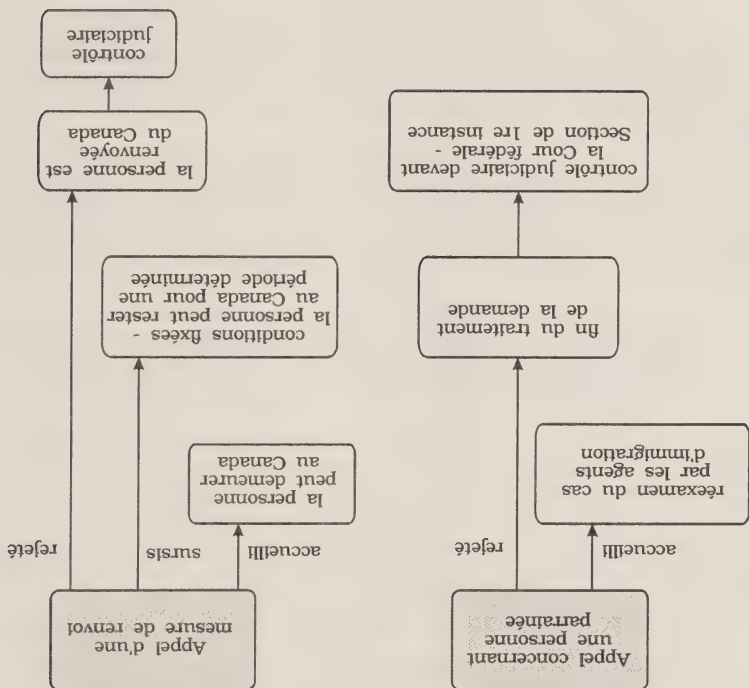 Appel concernant
une personne
parrainée
accueilli
rejeté
réexamen du cas
par les agents
d'immigration
fin du traitement
de la demande
contrôle judiciaire devant
la Cour fédérale -
Section de 1re instance
Appel d'une
mesure de renvoi
accueilli
sursis
rejeté
la personne
peut demeurer
au Canada
conditions fixées -
la personne peut rester
au Canada pour une
période déterminée
la personne est
renvoyée
du Canada
contrôle
judiciaire